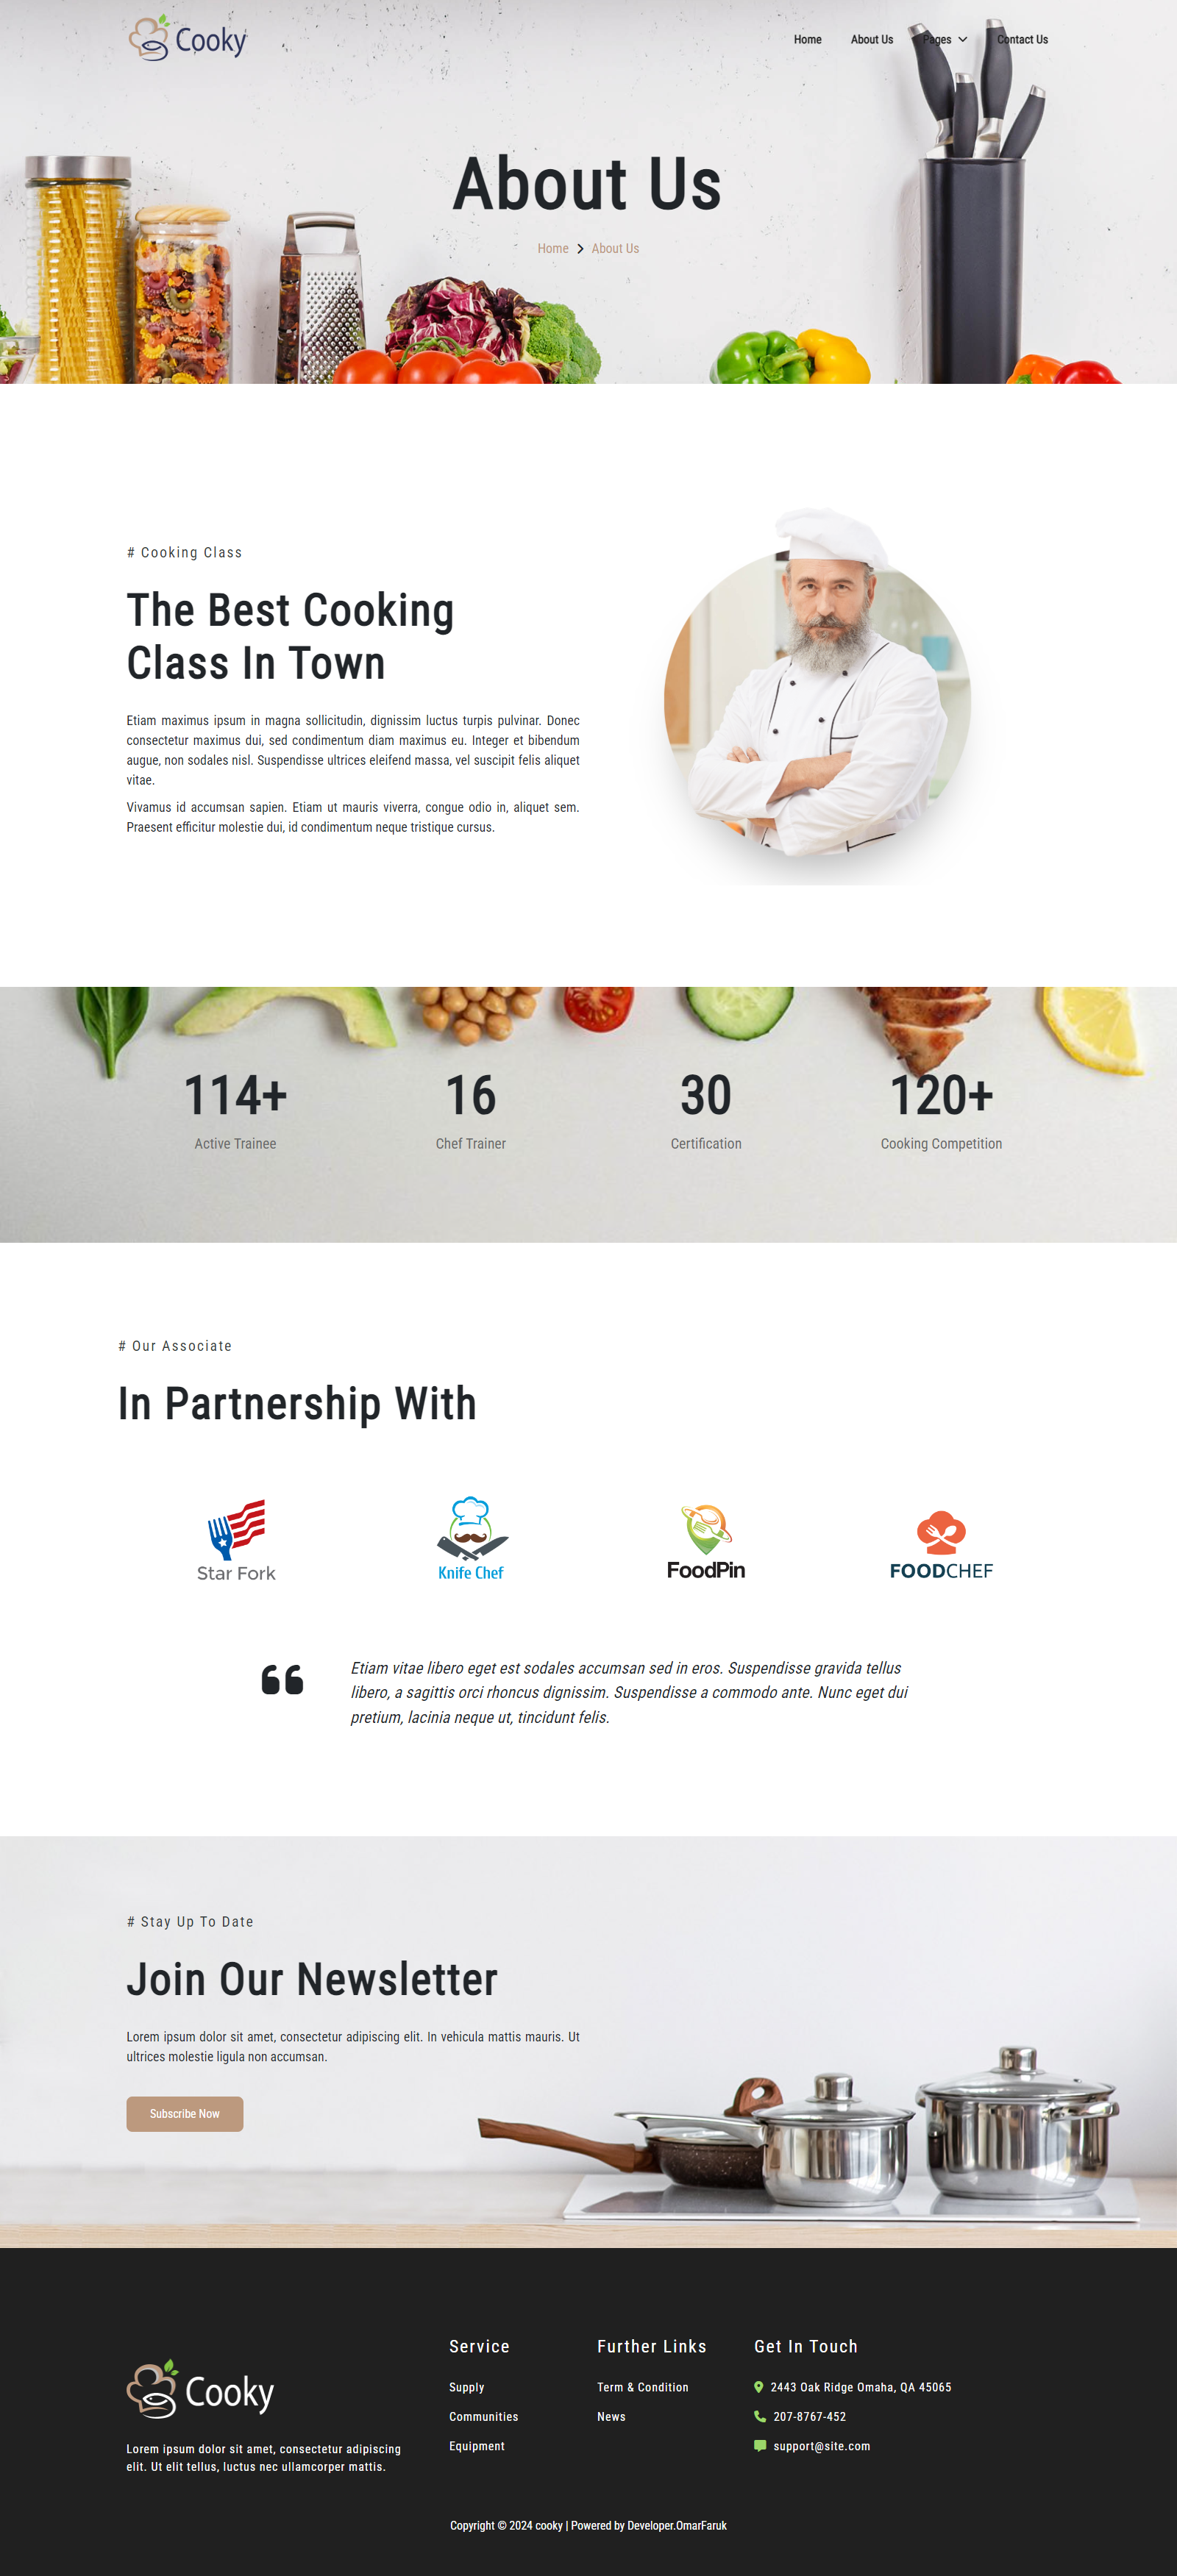 Cooky
Home About Us Pages Contact Us
About Us
Home About Us
# Cooking Class
The Best Cooking
Class In Town
Etiam maximus ipsum in magna sollicitudin, dignissim luctus turpis pulvinar. Donec
consectetur maximus dui, sed condimentum diam maximus eu. Integer et bibendum
augue, non sodales nisl. Suspendisse ultrices eleifend massa, vel suscipit felis aliquet
vitae.
Vivamus id accumsan sapien. Etiam ut mauris viverra, congue odio in, aliquet sem.
Praesent efficitur molestie dui, id condimentum neque tristique cursus.
114+ 16 30 120+
Active Trainee Chef Trainer Certification Cooking Competition
# Our Associate
In Partnership With
Star Fork Knife Chef FoodPin FOODCHEF
Etiam vitae libero eget est sodales accumsan sed in eros. Suspendisse gravida tellus
libero, a sagittis orci rhoncus dignissim. Suspendisse a commodo ante. Nunc eget dui
pretium, lacinia neque ut, tincidunt felis.
# Stay Up To Date
Join Our Newsletter
Lorem ipsum dolor sit amet, consectetur adipiscing elit. In vehicula mattis mauris. Ut
ultrices molestie ligula non accumsan.
Subscribe Now
Cooky
Lorem ipsum dolor sit amet, consectetur adipiscing
elit. Ut elit tellus, luctus nec ullamcorper mattis.
Service
Supply
Communities
Equipment
Further Links
Term & Condition
News
Get In Touch
2443 Oak Ridge Omaha, QA 45065
207-8767-452
support@site.com
Copyright © 2024 cooky | Powered by Developer.OmarFaruk